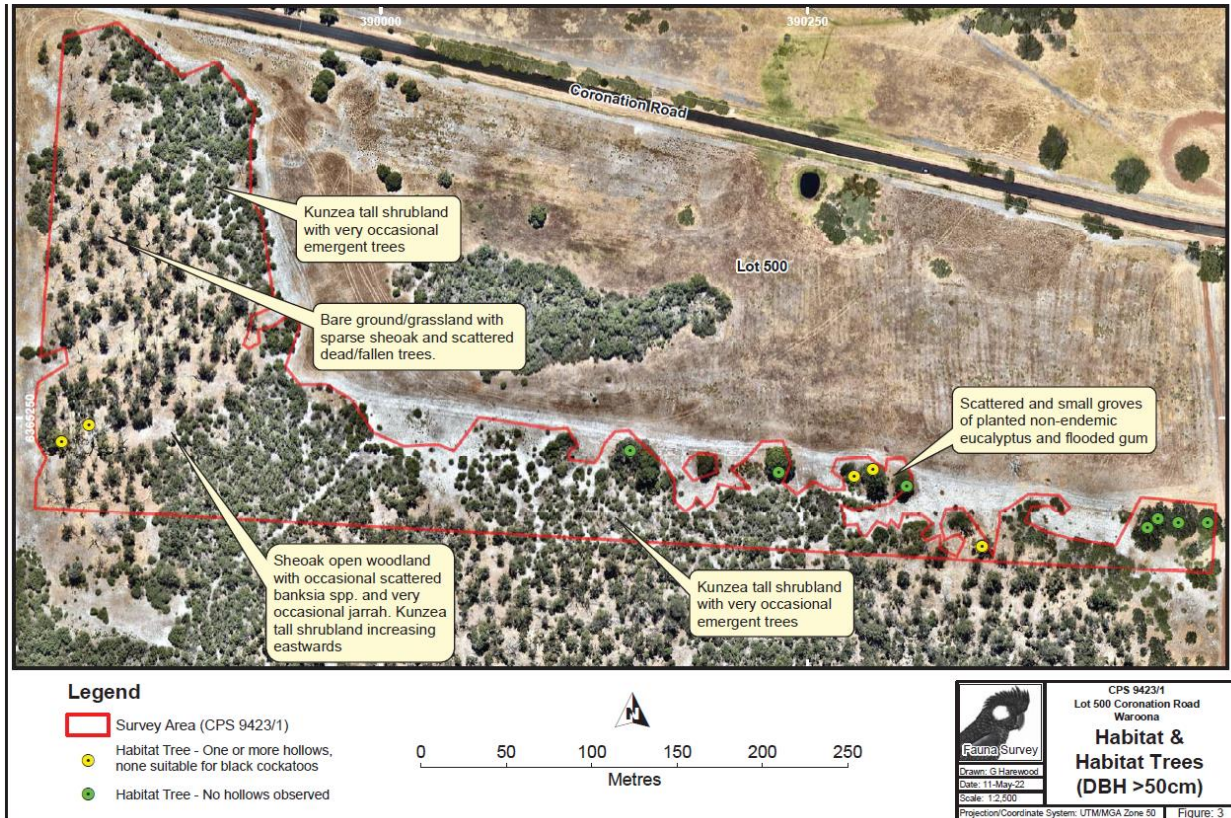 390000
390250
Coronation Road
Kunzea tall shrubland
with very occasional
emergent trees
Lot 500
Bare ground/grassland with
sparse sheoak and scattered
dead/fallen trees.
Scattered and small groves
of planted non-endemic
eucalyptus and flooded gum
Sheoak open woodland
with occasional scattered
banksia spp. and very
occasional jarrah. Kunzea
tall shrubland increasing
eastwards
Kunzea tall shrubland
with very occasional
emergent trees
Legend
Survey Area (CPS 9423/1)
Habitat Tree - One or more hollows,
none suitable for black cockatoos
Habitat Tree - No hollows observed
N
0 50 100 150 200 250
Metres
Fauna Survey
Drawn: G Harewood
Date: 11-May-22
Scale: 1:2,500
CPS 9423/1
Lot 500 Coronation Road
Waroona
Habitat &
Habitat Trees
(DBH >50cm)
Projection/Coordinate System: UTM/MGA Zone 50
Figure: 3